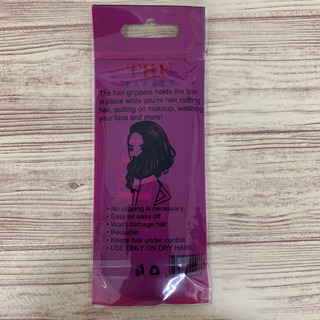 TRU
The hair grippers holds the hair
in place while you're hair cutting
hair, putting on makeup, washing
your face and more!
• No clipping is necessary.
• Easy on easy off
• Won't damage hair
• Reusable
• Keeps hair under control
• USE ONLY ON DRY HAIR